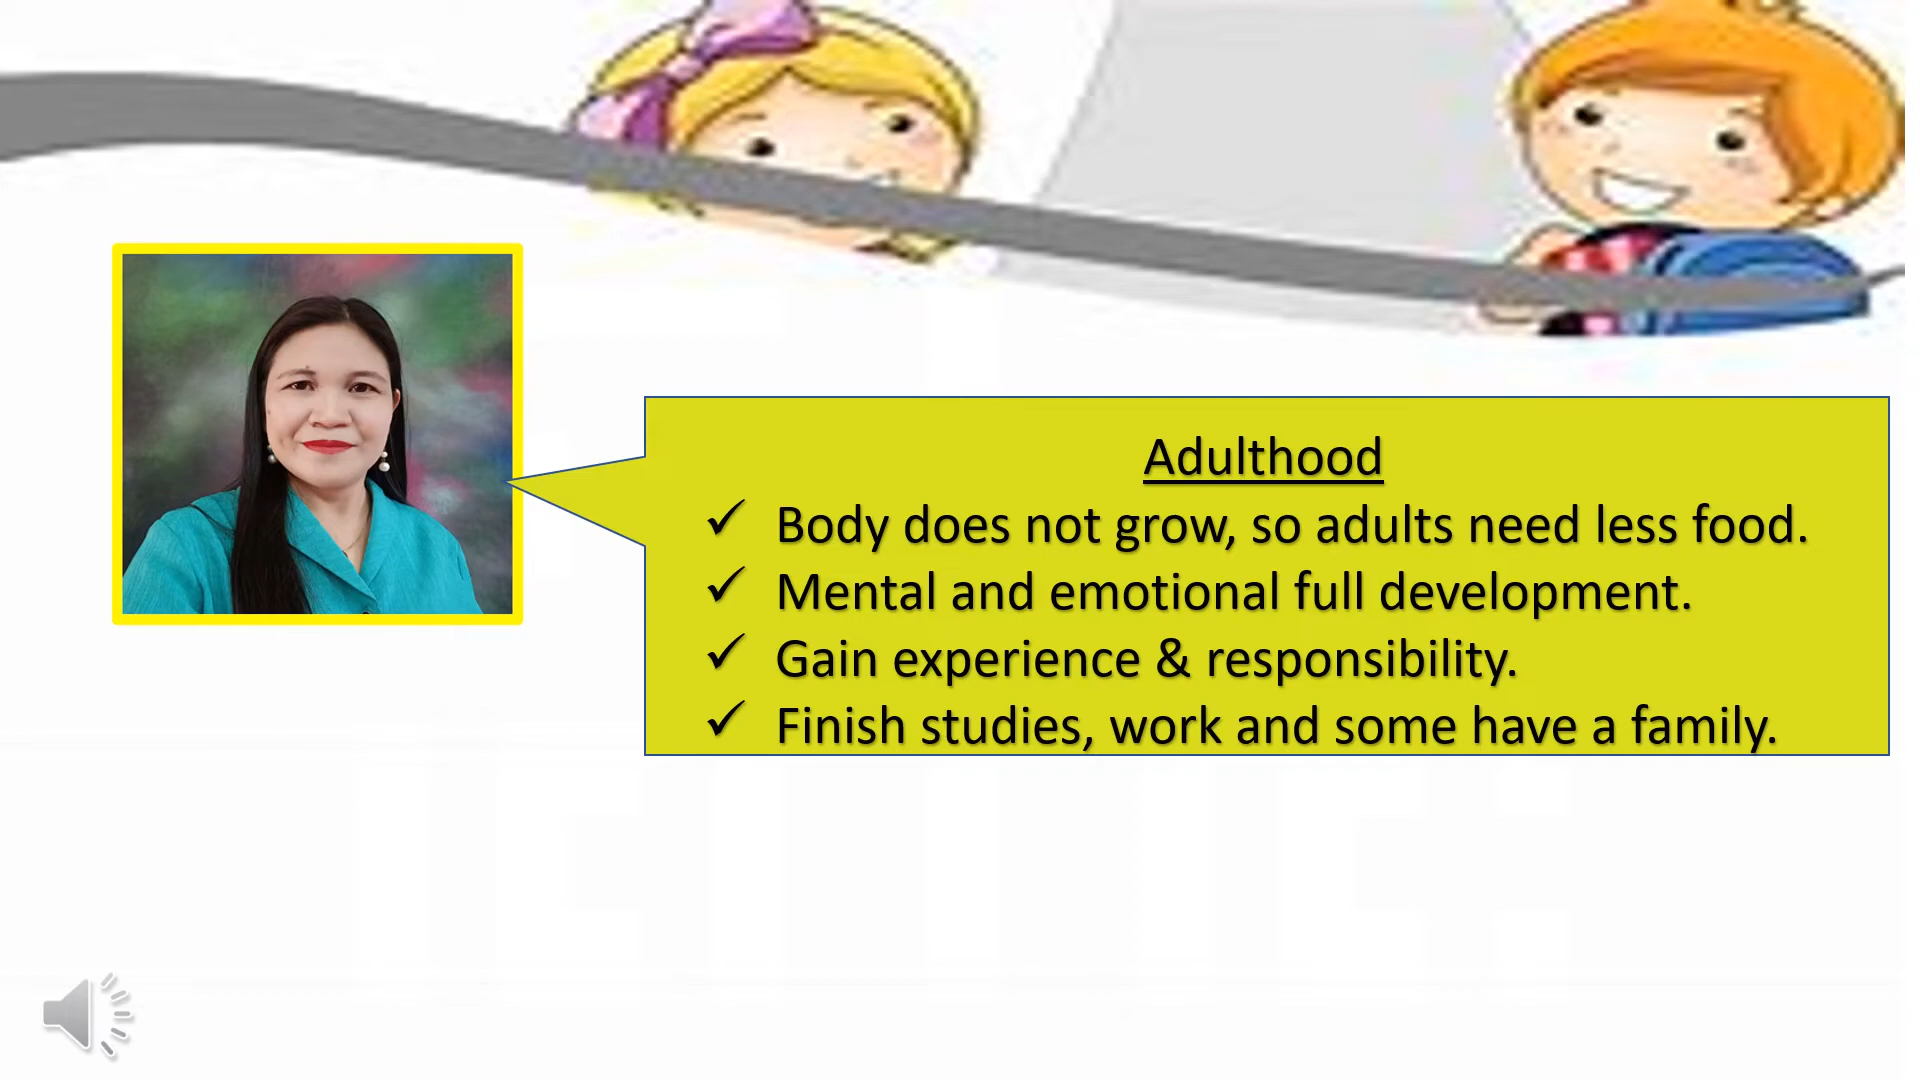 Adulthood
✓ Body does not grow, so adults need less food.
✓ Mental and emotional full development.
✓ Gain experience & responsibility.
✓ Finish studies, work and some have a family.